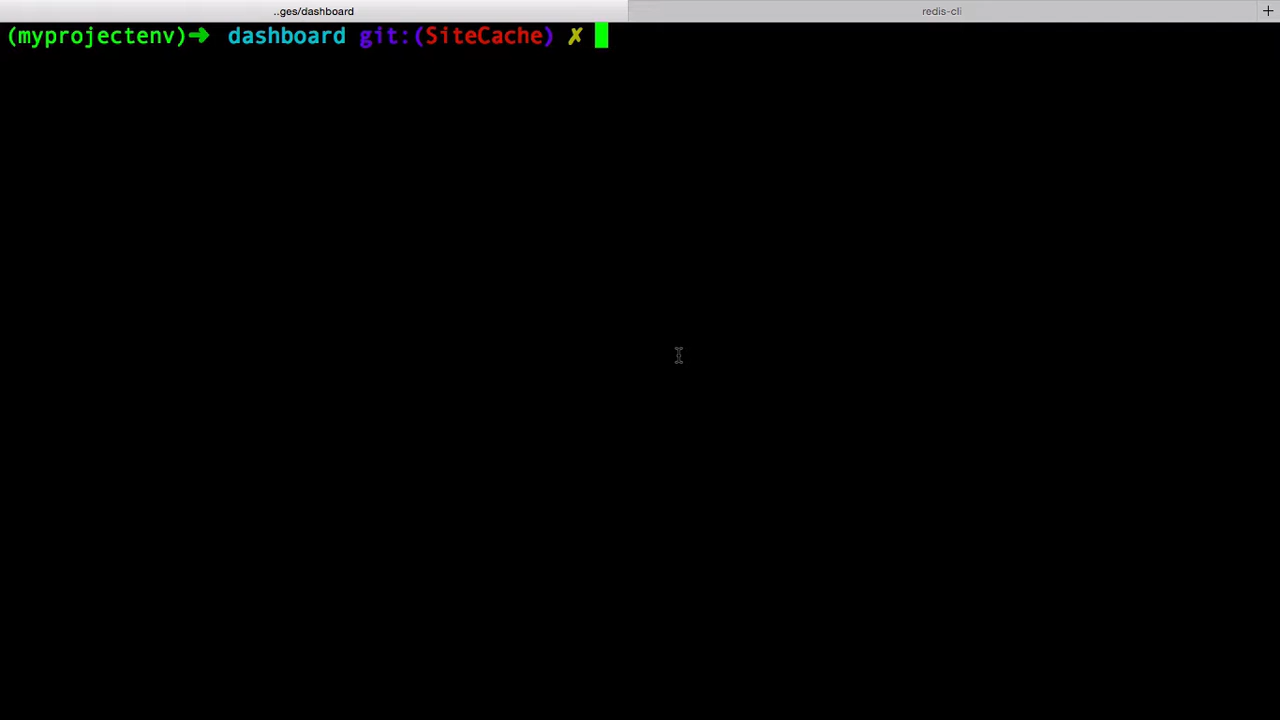 ..ges/dashboard
redis-cli +
(myprojectenv)➜ dashboard git:(SiteCache) ✗